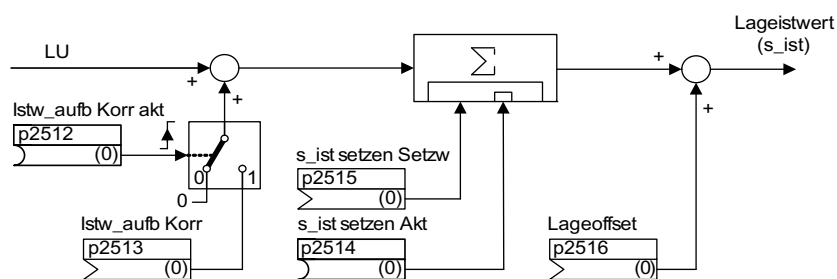 Lageistwert
(s_ist)
LU
+
+
+
+
Σ
Istw_aufb Korr akt
p2512
(0)
0
1
0
s_ist setzen Setzw
p2515
(0)
Istw_aufb Korr
p2513
(0)
s_ist setzen Akt
p2514
(0)
Lageoffset
p2516
(0)